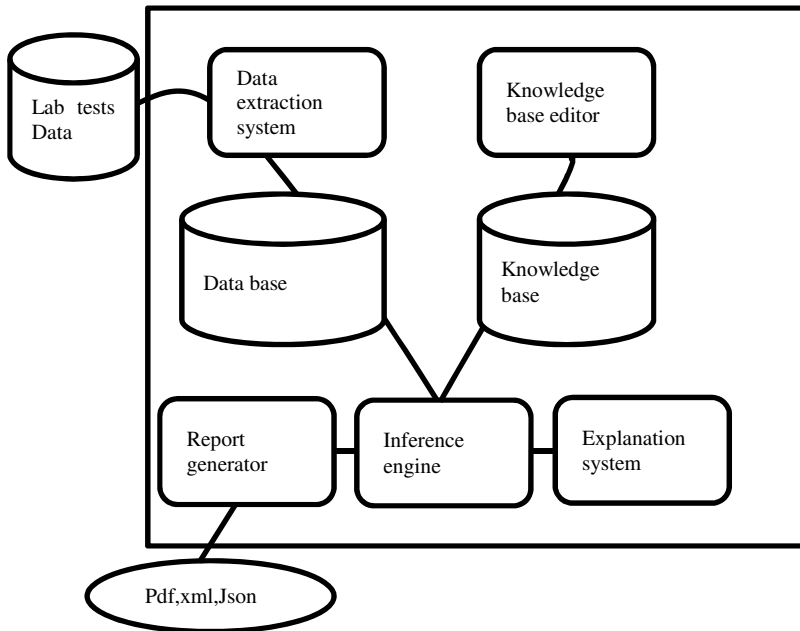 Lab tests
Data
Data
extraction
system
Knowledge
base editor
Data base
Knowledge
base
Report
generator
Inference
engine
Explanation
system
Pdf,xml,Json